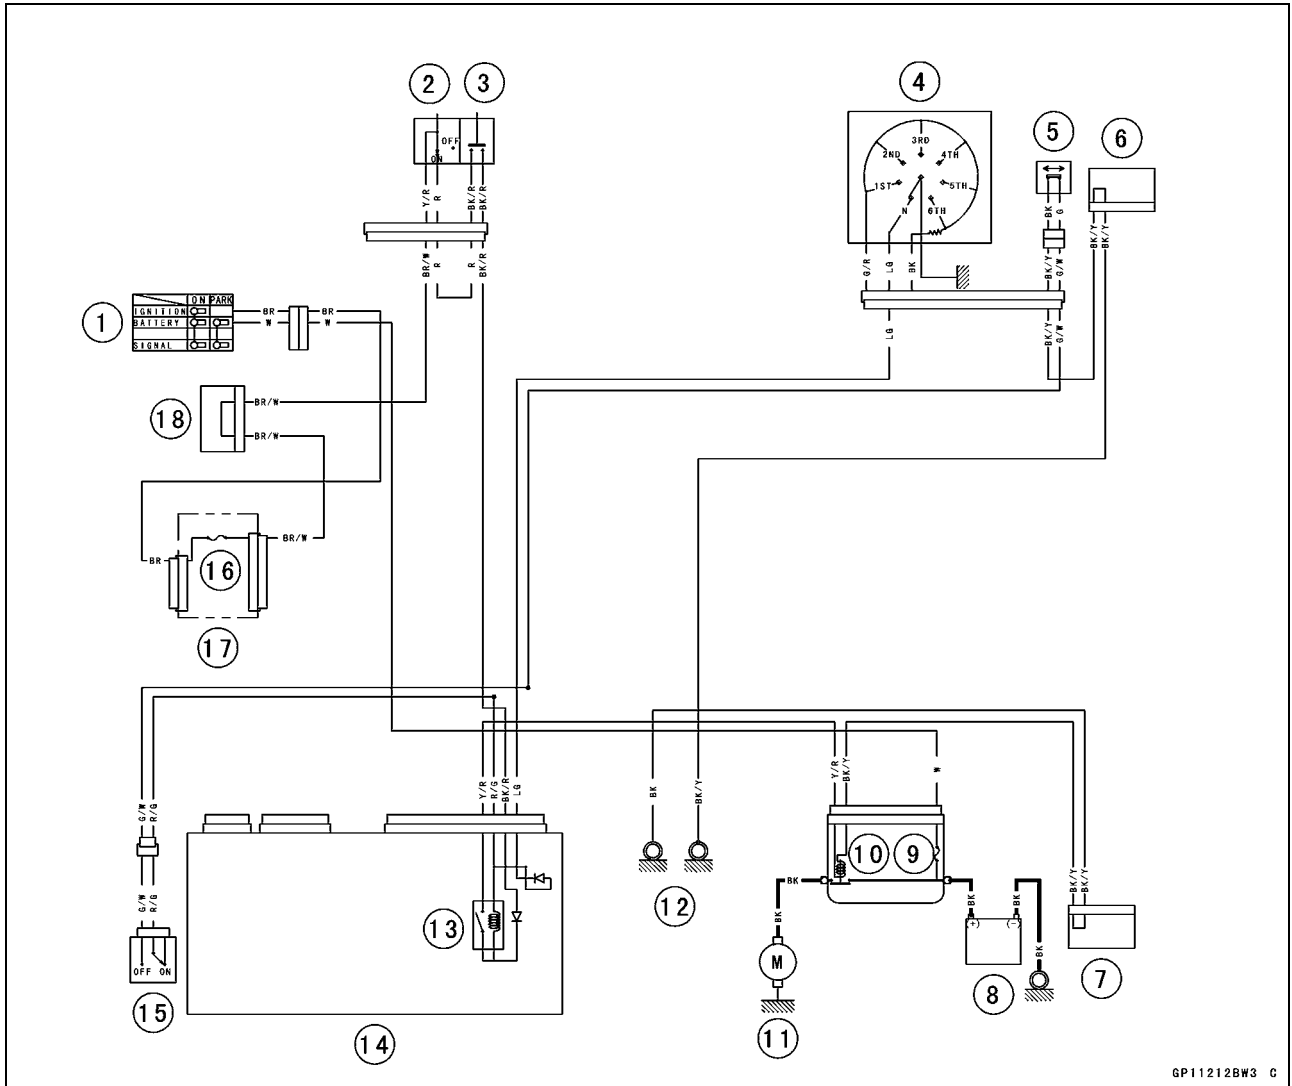 2
3
OFF
ON
Y/R
R
BK/R
BK/R
BR/W
R
R
BK/R
4
3RD
2ND
4TH
1ST
5TH
N
6TH
G/R
LG
BK
LG
5
BK
G
BK/Y
G/W
BK/Y
G/W
6
BK/Y
BK/Y
1
ON PARK
IGNITION
BATTERY
SIGNAL
BR
W
BR
W
18
BR/W
BR/W
BR
16
BR/W
17
Y/R
R/G
BK/R
LG
G/W
R/G
G/W
R/G
OFF ON
15
13
14
BK
BK/Y
12
Y/R
BK/Y
W
10
9
BK
BK
M
11
BK
(+)
(-)
BK
8
BK/Y
BK/Y
7
GP11212BW3 C